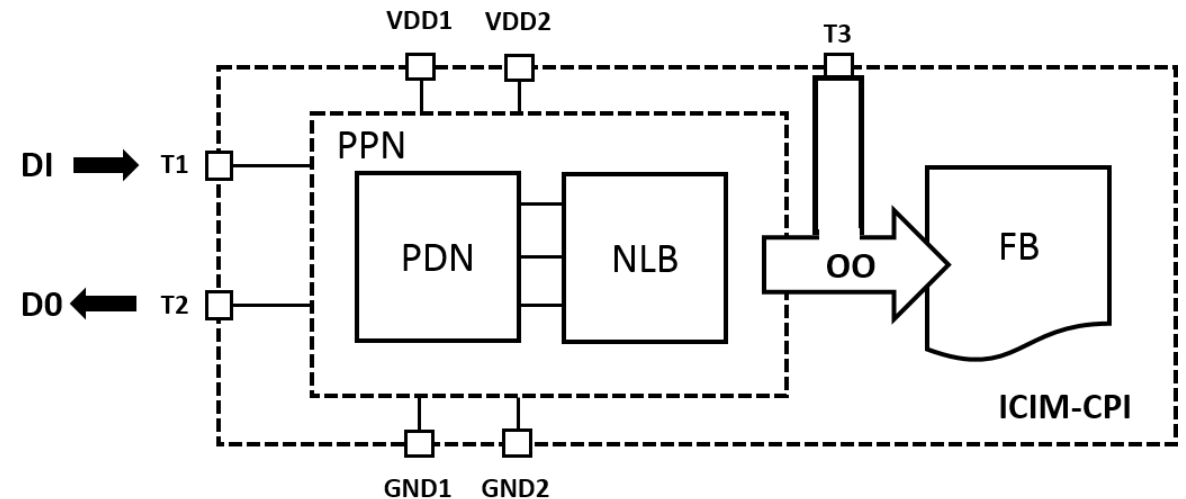 VDD1
VDD2
T3
PPN
DI
T1
PDN
NLB
OO
FB
D0
T2
ICIM-CPI
GND1
GND2